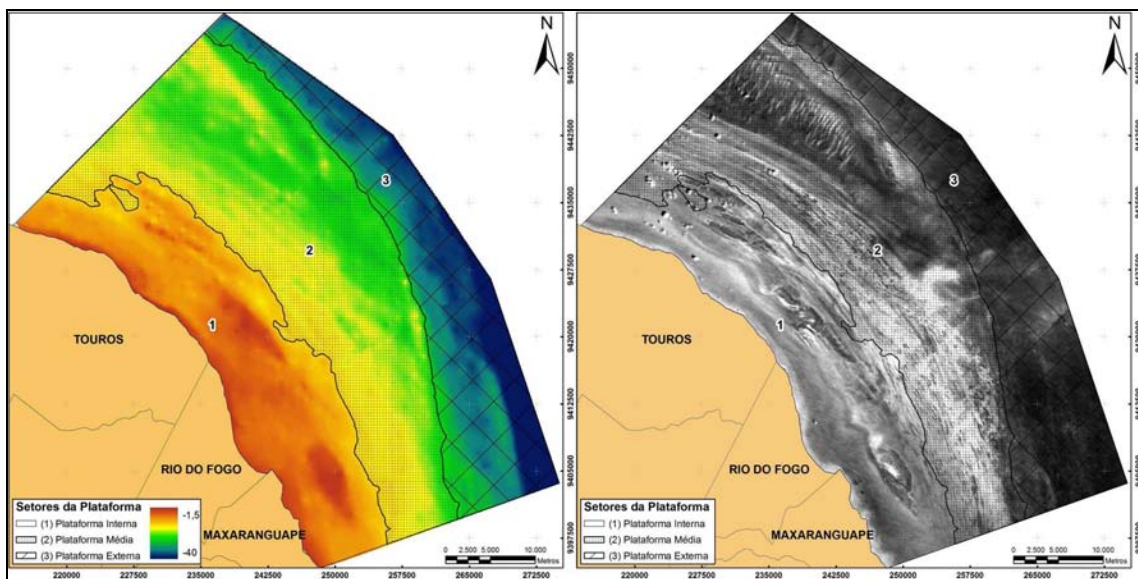 N
9450000
9442500
9435000
9427500
9420000
9412500
9405000
9397500
3
2
1
TOUROS
RIO DO FOGO
MAXARANGUAPE
Setores da Plataforma
(1) Plataforma Interna
(2) Plataforma Média
(3) Plataforma Externa
-1,5
-40
0 2.500 5.000 10.000
Metros
220000 227500 235000 242500 250000 257500 265000 272500
N
3
2
1
TOUROS
RIO DO FOGO
MAXARANGUAPE
Setores da Plataforma
(1) Plataforma Interna
(2) Plataforma Média
(3) Plataforma Externa
0 2.500 5.000 10.000
Metros
220000 227500 235000 242500 250000 257500 265000 272500